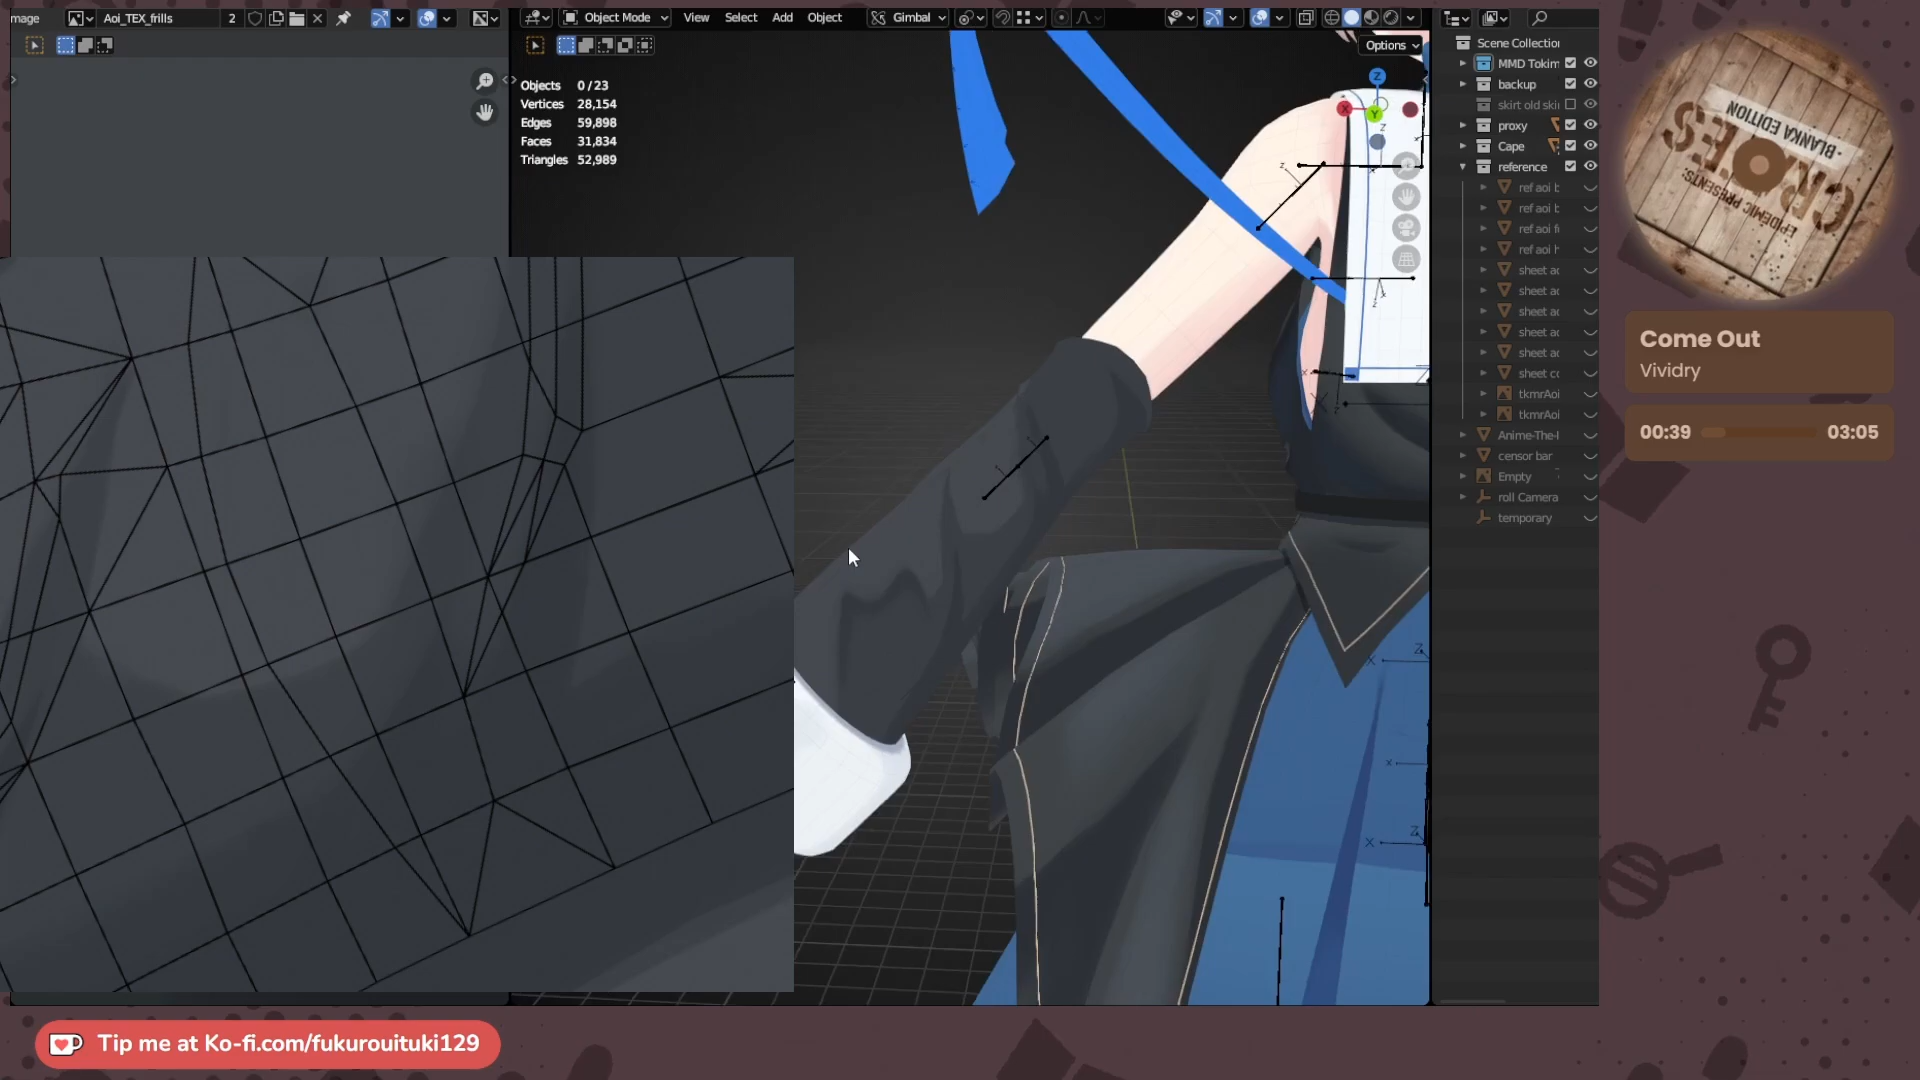 mage
Aoi_TEX_frills
2
Object Mode
View
Select
Add
Object
Gimbal
Options
Objects 0 / 23
Vertices 28,154
Edges 59,898
Faces 31,834
Triangles 52,989
Scene Collection
MMD Tokim
backup
skirt old ski
proxy
Cape
reference
ref aoi b
ref aoi b
ref aoi f
ref aoi h
sheet ac
sheet ac
sheet ac
sheet ac
sheet ac
sheet cc
tkmrAoi
tkmrAoi
Anime-The-I
censor bar
Empty
roll Camera
temporary
EPIDEMIC PRESENTS:
CRATES
-BLANKA EDITION
Come Out
Vividry
00:39
03:05
Tip me at Ko-fi.com/fukurouituki129